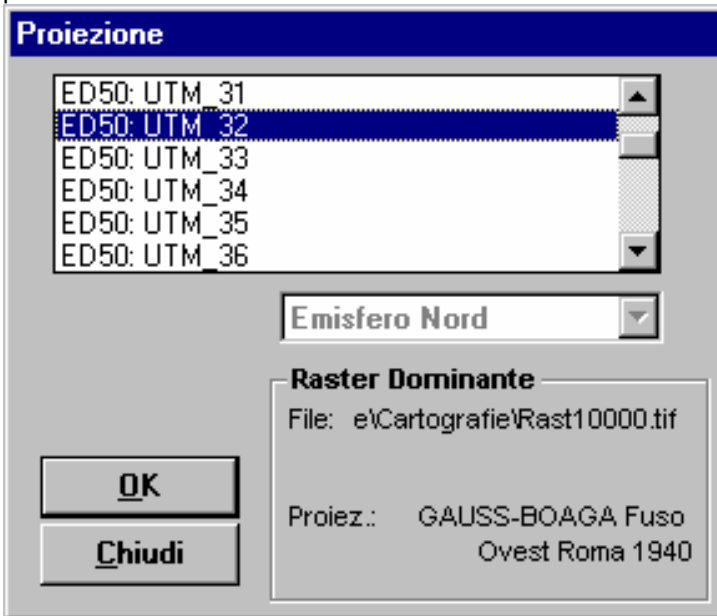 Proiezione
ED50: UTM_31
ED50: UTM_32
ED50: UTM_33
ED50: UTM_34
ED50: UTM_35
ED50: UTM_36
Emisfero Nord
Raster Dominante
File: e\Cartografie\Rast10000.tif
OK
Proiez.: GAUSS-BOAGA Fuso
Ovest Roma 1940
Chiudi